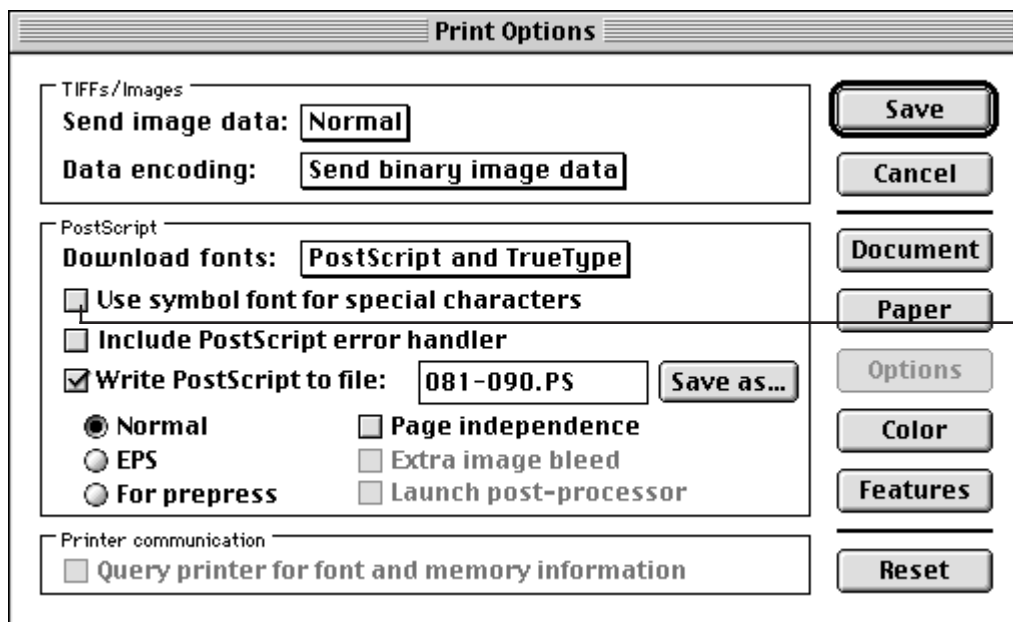 Print Options
TIFFs/Images
Send image data: Normal
Data encoding: Send binary image data
PostScript
Download fonts: PostScript and TrueType
Use symbol font for special characters
Include PostScript error handler
Write PostScript to file: 081-090.PS Save as...
Normal Page independence
EPS Extra image bleed
For prepress Launch post-processor
Printer communication
Query printer for font and memory information
Save
Cancel
Document
Paper
Options
Color
Features
Reset